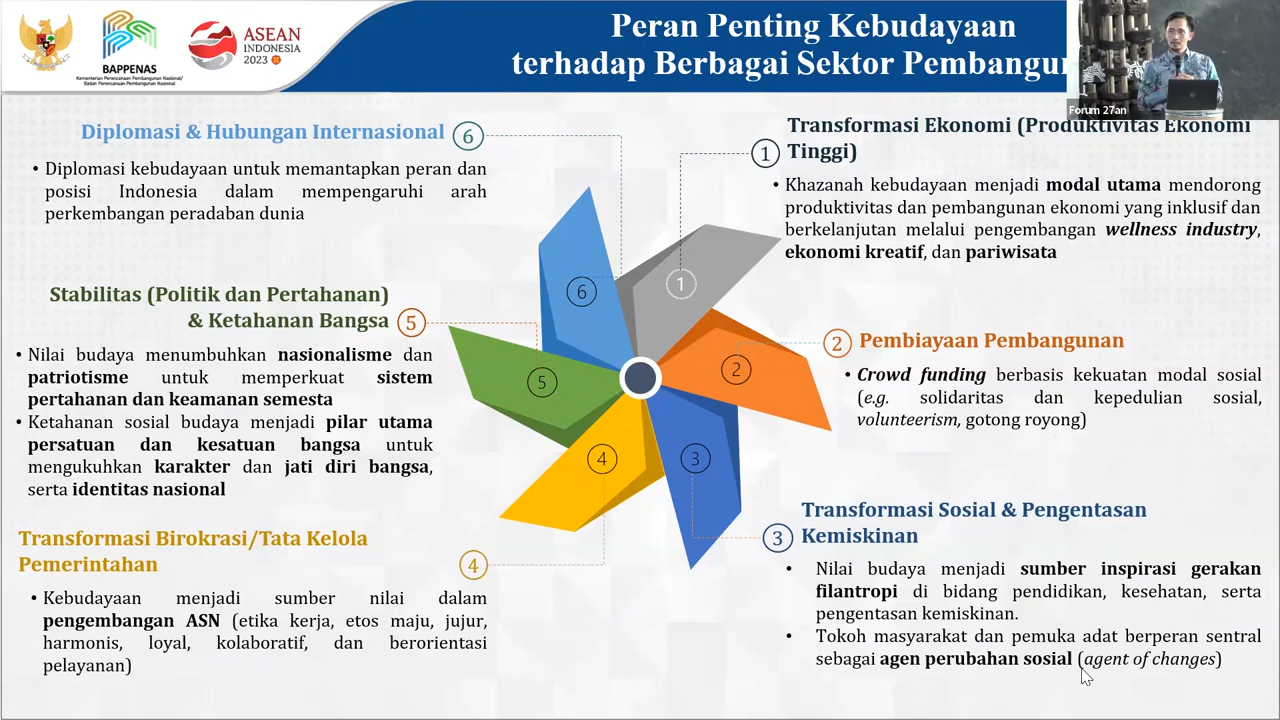 BAPPENAS
Kementerian Perencanaan Pembangunan Nasional/
Badan Perencanaan Pembangunan Nasional
ASEAN
INDONESIA
2023
Peran Penting Kebudayaan
terhadap Berbagai Sektor Pembangun
Forum 27an
Diplomasi & Hubungan Internasional
6
• Diplomasi kebudayaan untuk memantapkan peran dan
posisi Indonesia dalam mempengaruhi arah
perkembangan peradaban dunia
Transformasi Ekonomi (Produktivitas Ekonomi
Tinggi)
1
• Khazanah kebudayaan menjadi modal utama mendorong
produktivitas dan pembangunan ekonomi yang inklusif dan
berkelanjutan melalui pengembangan wellness industry,
ekonomi kreatif, dan pariwisata
Stabilitas (Politik dan Pertahanan)
& Ketahanan Bangsa
5
• Nilai budaya menumbuhkan nasionalisme dan
patriotisme untuk memperkuat sistem
pertahanan dan keamanan semesta
• Ketahanan sosial budaya menjadi pilar utama
persatuan dan kesatuan bangsa untuk
mengukuhkan karakter dan jati diri bangsa,
serta identitas nasional
2
Pembiayaan Pembangunan
• Crowd funding berbasis kekuatan modal sosial
(e.g. solidaritas dan kepedulian sosial,
volunteerism, gotong royong)
Transformasi Birokrasi/Tata Kelola
Pemerintahan
4
• Kebudayaan menjadi sumber nilai dalam
pengembangan ASN (etika kerja, etos maju, jujur,
harmonis, loyal, kolaboratif, dan berorientasi
pelayanan)
Transformasi Sosial & Pengentasan
Kemiskinan
3
• Nilai budaya menjadi sumber inspirasi gerakan
filantropi di bidang pendidikan, kesehatan, serta
pengentasan kemiskinan.
• Tokoh masyarakat dan pemuka adat berperan sentral
sebagai agen perubahan sosial (agent of changes)
6
1
5
2
4
3